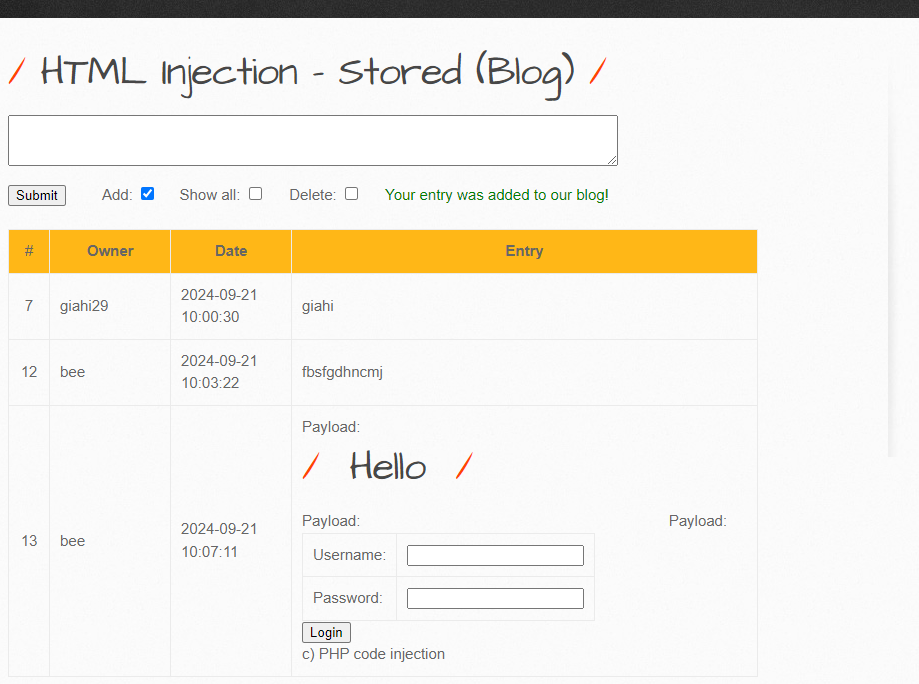 / HTML Injection - Stored (Blog) /
Submit Add: Show all: Delete: Your entry was added to our blog!
# Owner Date Entry
7 giahi29 2024-09-21 10:00:30 giahi
12 bee 2024-09-21 10:03:22 fbsfgdhncmj
13 bee 2024-09-21 10:07:11
Payload:
/ Hello /
Payload: Payload:
Username:
Password:
Login
c) PHP code injection